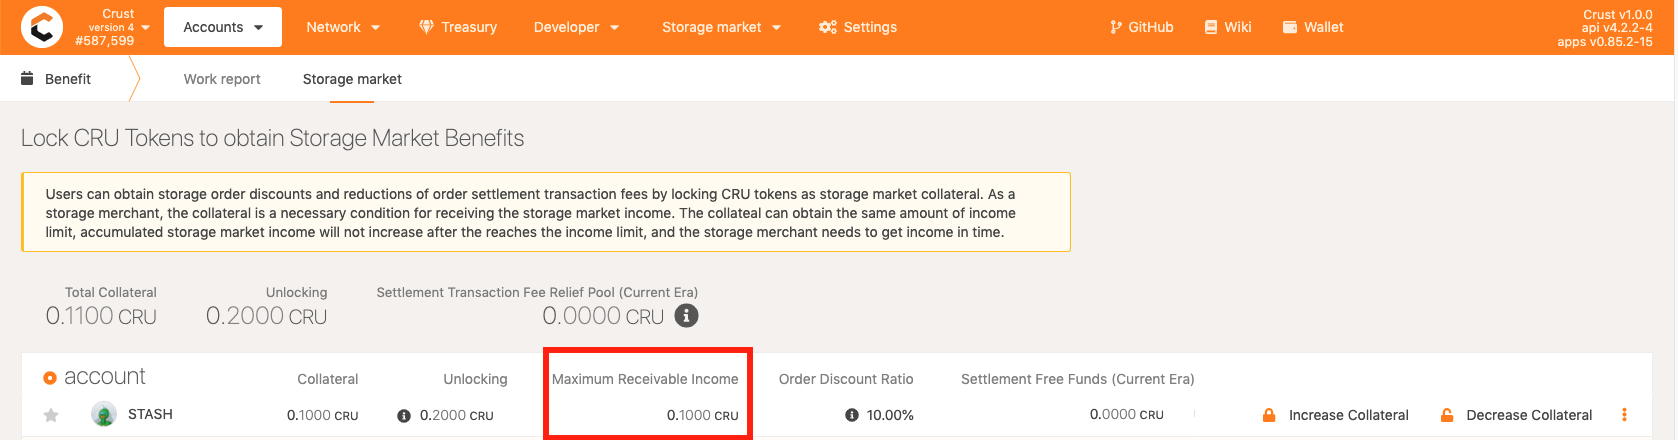 Crust
version 4
#587,599
Accounts
Network
Treasury
Developer
Storage market
Settings
GitHub
Wiki
Wallet
Crust v1.0.0
api v4.2.2-4
apps v0.85.2-15
Benefit
Work report
Storage market
Lock CRU Tokens to obtain Storage Market Benefits
Users can obtain storage order discounts and reductions of order settlement transaction fees by locking CRU tokens as storage market collateral. As a
storage merchant, the collateral is a necessary condition for receiving the storage market income. The collateal can obtain the same amount of income
limit, accumulated storage market income will not increase after the reaches the income limit, and the storage merchant needs to get income in time.
Total Collateral
0.1100 CRU
Unlocking
0.2000 CRU
Settlement Transaction Fee Relief Pool (Current Era)
0.0000 CRU
account
Collateral
Unlocking
Maximum Receivable Income
Order Discount Ratio
Settlement Free Funds (Current Era)
STASH
0.1000 CRU
0.2000 CRU
0.1000 CRU
10.00%
0.0000 CRU
Increase Collateral
Decrease Collateral